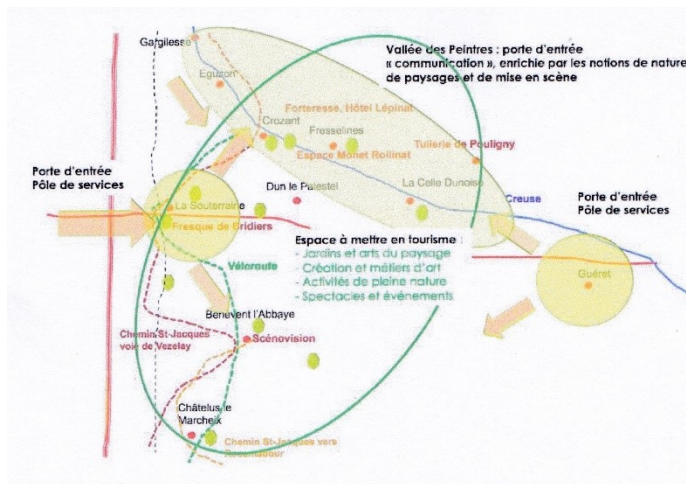 Gargilesse
Vallée des Peintres : porte d'entrée
« communication », enrichie par les notions de nature
de paysages et de mise en scène
Eguzon
Forteresse, Hôtel Lépinat
Crozant
Fresselines
Espace Monet Rollinat
Tuilerie de Pouligny
Porte d'entrée
Pôle de services
Dun le Palestel
La Celle Dunoise
Creuse
Porte d'entrée
Pôle de services
La Souterraine
Fresque de Bridiers
Espace à mettre en tourisme :
- Jardins et arts du paysage
- Création et métiers d'art
- Activités de pleine nature
- Spectacles et événements
Véloroute
Guéret
Bénévent l'Abbaye
Chemin St-Jacques
voie de Vezelay
Scénovision
Châtelus le
Marcheix
Chemin St-Jacques vers
Rocamadour